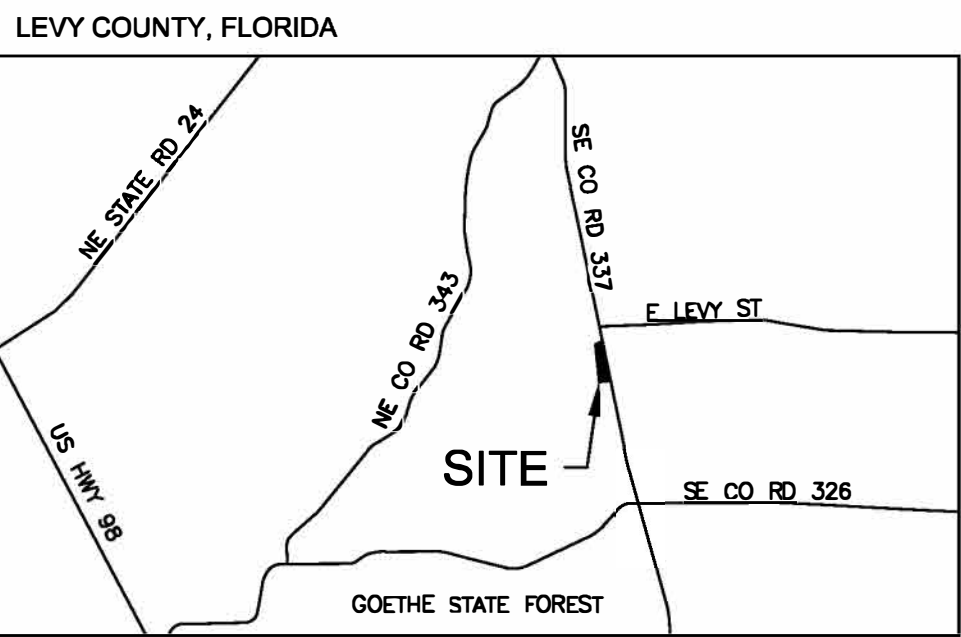 LEVY COUNTY, FLORIDA
NE STATE RD 24
SE CO RD 337
NE CO RD 343
E LEVY ST
US HWY 98
SITE
SE CO RD 326
GOETHE STATE FOREST